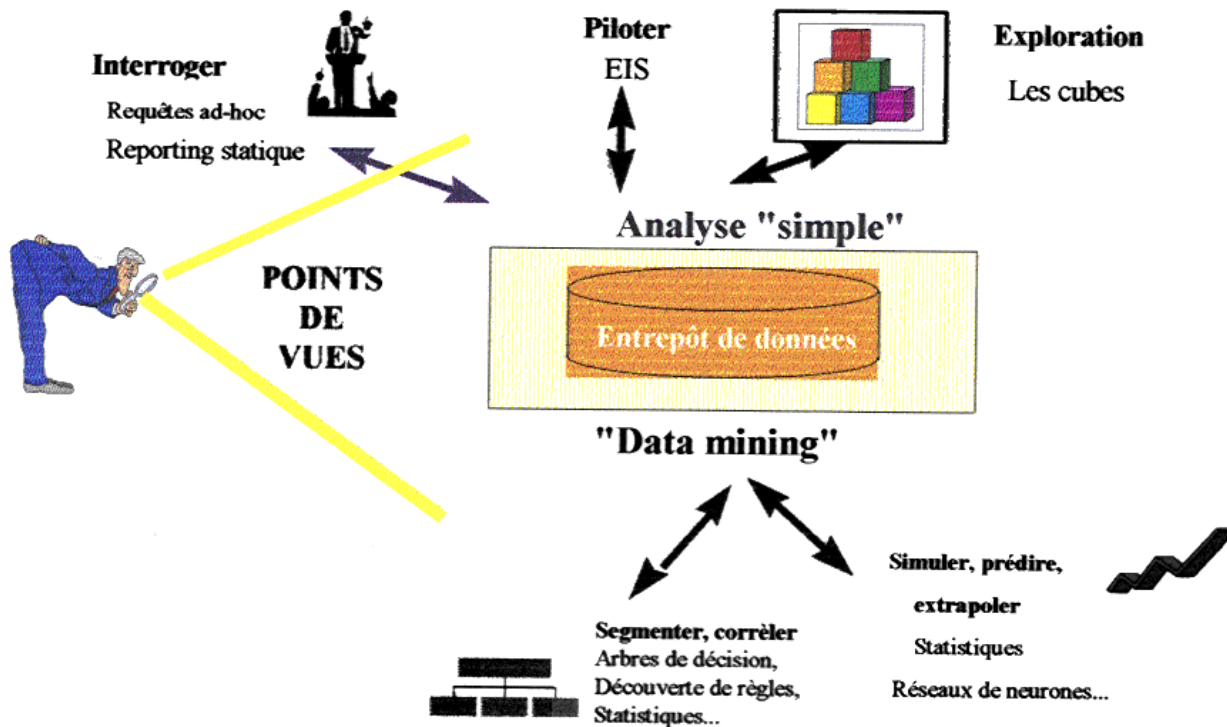 Interroger
Requêtes ad-hoc
Reporting statique
Piloter
EIS
Exploration
Les cubes
POINTS
DE
VUES
Analyse "simple"
Entrepôt de données
"Data mining"
Segmenter, corrèler
Arbres de décision,
Découverte de règles,
Statistiques...
Simuler, prédire,
extrapoler
Statistiques
Réseaux de neurones...